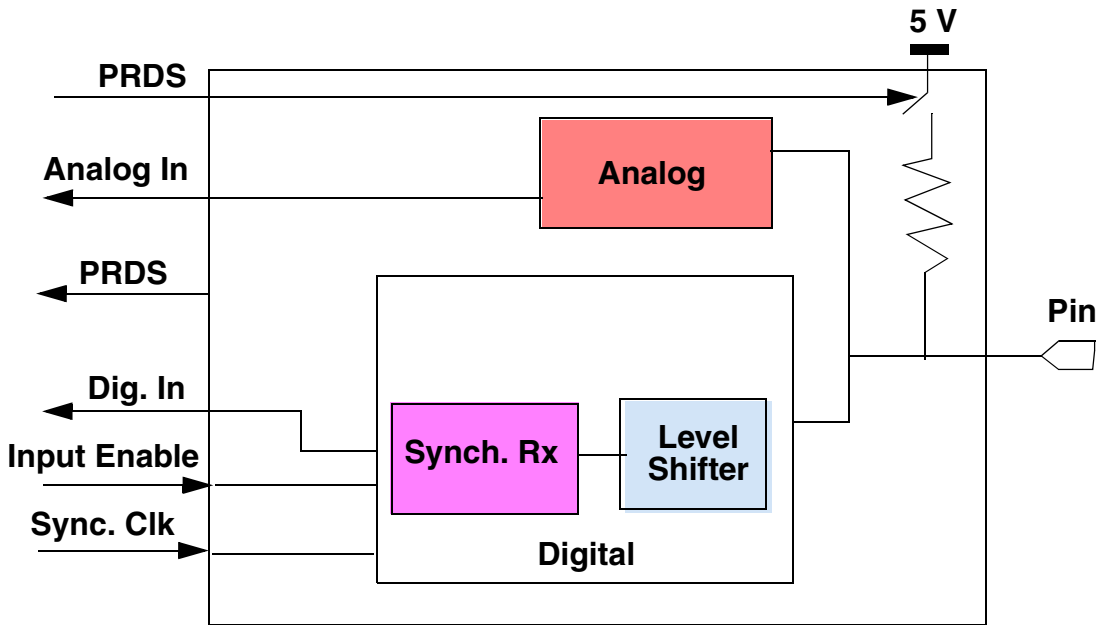 5 V
PRDS
Analog In
Analog
PRDS
Pin
Dig. In
Input Enable
Synch. Rx
Level
Shifter
Sync. Clk
Digital